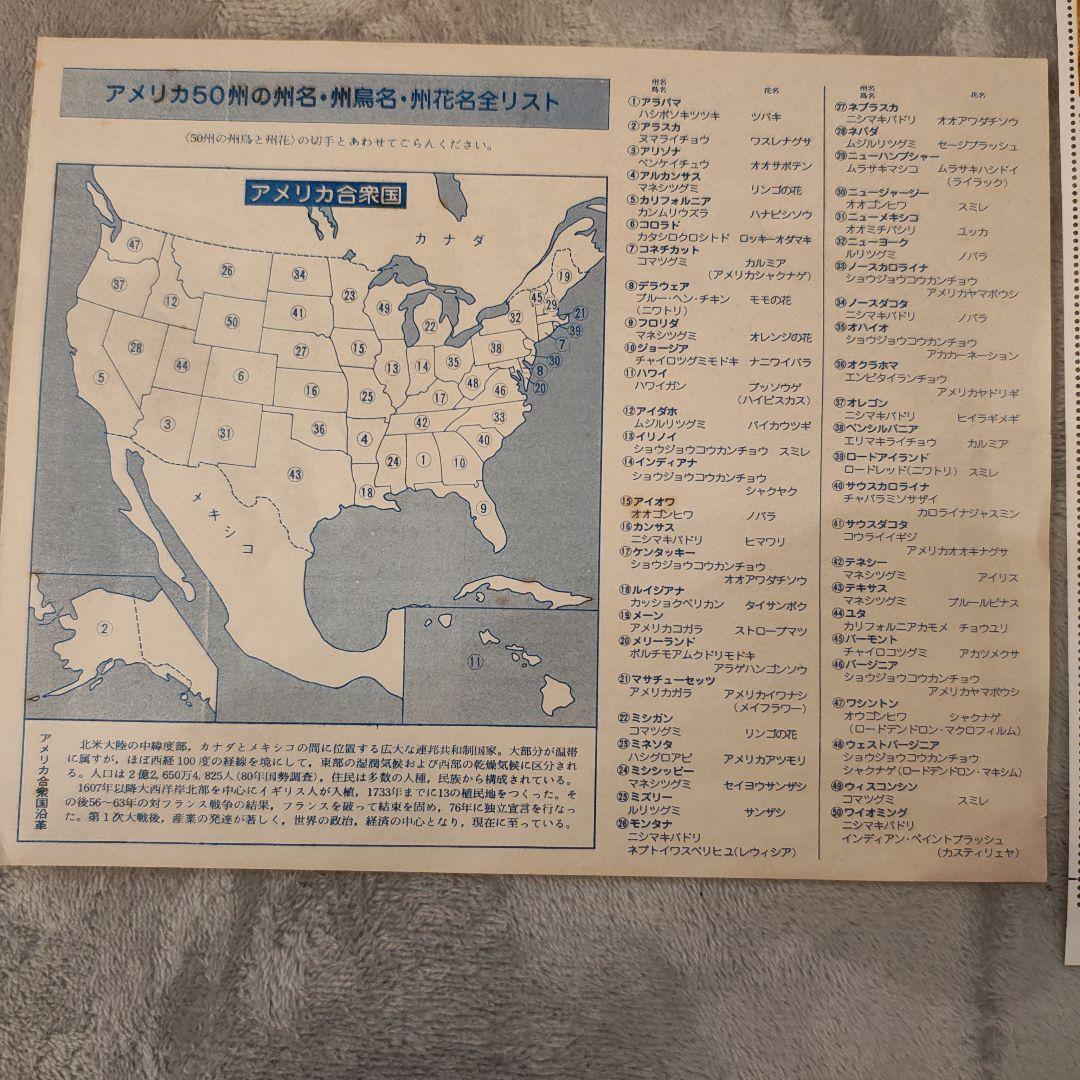 アメリカ50州の州名・州鳥名・州花名全リスト
〈50州の州鳥と州花〉の切手とあわせてごらんください。
アメリカ合衆国
カナダ
メキシコ
47
26
34
19
37
12
23
49
45
29
50
41
22
32
21
39
28
27
15
38
7
44
6
13
14
35
30
8
5
16
25
48
46
20
17
3
31
36
42
33
4
40
43
24
1
10
18
9
2
11
アメリカ合衆国沿革
北米大陸の中緯度部，カナダとメキシコの間に位置する広大な連邦共和制国家。大部分が温帯
に属すが，ほぼ西経100度の経線を境にして，東部の湿潤気候および西部の乾燥気候に区分され
る。人口は2億2,650万4,825人(80年国勢調査)，住民は多数の人種，民族から構成されている。
1607年以降大西洋岸北部を中心にイギリス人が入植，1733年までに13の植民地をつくった。そ
の後56〜63年の対フランス戦争の結果，フランスを破って結束を固め，76年に独立宣言を行なっ
た。第1次大戦後，産業の発達が著しく，世界の政治，経済の中心となり，現在に至っている。
州名
鳥名 花名
①アラバマ
ハシボソキツツキ ツバキ
②アラスカ
ヌマライチョウ ワスレナグサ
③アリゾナ
ベンケイチュウ オオサボテン
④アルカンサス
マネシツグミ リンゴの花
⑤カリフォルニア
カンムリウズラ ハナビシソウ
⑥コロラド
カタジロクロシトド ロッキーオダマキ
⑦コネチカット
コマツグミ カルミア
(アメリカシャクナゲ)
⑧デラウェア
ブルー・ヘン・チキン モモの花
(ニワトリ)
⑨フロリダ
マネシツグミ オレンジの花
⑩ジョージア
チャイロツグミモドキ ナニワイバラ
⑪ハワイ
ハワイガン ブッソウゲ
(ハイビスカス)
⑫アイダホ
ムジルリツグミ バイカウツギ
⑬イリノイ
ショウジョウコウカンチョウ スミレ
⑭インディアナ
ショウジョウコウカンチョウ
シャクヤク
⑮アイオワ
オオゴンヒワ ノバラ
⑯カンサス
ニシマキバドリ ヒマワリ
⑰ケンタッキー
ショウジョウコウカンチョウ
オオアワダチソウ
⑱ルイジアナ
カッショクペリカン タイサンボク
⑲メーン
アメリカコガラ ストローブマツ
⑳メリーランド
ボルチモアムクドリモドキ
アラゲハンゴンソウ
㉑マサチューセッツ
アメリカガラ アメリカイワナシ
(メイフラワー)
㉒ミシガン
コマツグミ リンゴの花
㉓ミネソタ
ハシグロアビ アメリカアツモリ
㉔ミシシッピー
マネシツグミ セイヨウサンザシ
㉕ミズリー
ルリツグミ サンザシ
㉖モンタナ
ニシマキバドリ
ネブトイワスベリヒユ(レウィシア)
州名
鳥名 花名
㉗ネブラスカ
ニシマキバドリ オオアワダチソウ
㉘ネバダ
ムジルリツグミ セージブラッシュ
㉙ニューハンプシャー
ムラサキマシコ ムラサキハシドイ
(ライラック)
㉚ニュージャージー
オオゴンヒワ スミレ
㉛ニューメキシコ
オオミチバシリ ユッカ
㉜ニューヨーク
ルリツグミ ノバラ
㉝ノースカロライナ
ショウジョウコウカンチョウ
アメリカヤマボウシ
㉞ノースダコタ
ニシマキバドリ ノバラ
㉟オハイオ
ショウジョウコウカンチョウ
アカカーネーション
㊱オクラホマ
エンビタイランチョウ
アメリカヤドリギ
㊲オレゴン
ニシマキバドリ ヒイラギメギ
㊳ペンシルバニア
エリマキライチョウ カルミア
㊴ロードアイランド
ロードレッド(ニワトリ) スミレ
㊵サウスカロライナ
チャバラミソサザイ
カロライナジャスミン
㊶サウスダコタ
コウライイギジ
アメリカオオキナグサ
㊷テネシー
マネシツグミ アイリス
㊸テキサス
マネシツグミ ブルールピナス
㊹ユタ
カリフォルニアカモメ チョウユリ
㊺バーモント
チャイロコツグミ アカツメクサ
㊻バージニア
ショウジョウコウカンチョウ
アメリカヤマボウシ
㊼ワシントン
オウゴンヒワ シャクナゲ
(ロードデンドロン・マクロフィルム)
㊽ウェストバージニア
ショウジョウコウカンチョウ
シャクナゲ(ロードデンドロン・マキシム)
㊾ウィスコンシン
コマツグミ スミレ
㊿ワイオミング
ニシマキバドリ
インディアン・ペイントブラッシュ
(カスティリェヤ)